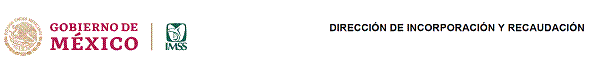 GOBIERNO DE
MÉXICO
IMSS
DIRECCIÓN DE INCORPORACIÓN Y RECAUDACIÓN